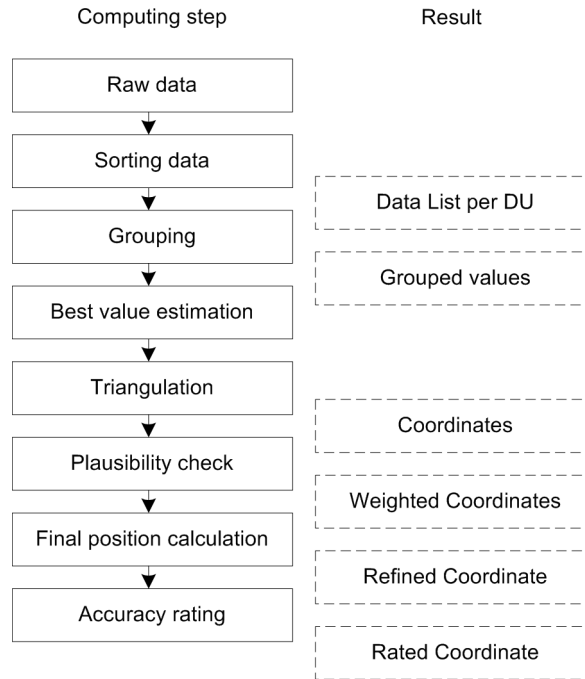 Computing step
Result
Raw data
Sorting data
Data List per DU
Grouping
Grouped values
Best value estimation
Triangulation
Coordinates
Plausibility check
Weighted Coordinates
Final position calculation
Refined Coordinate
Accuracy rating
Rated Coordinate